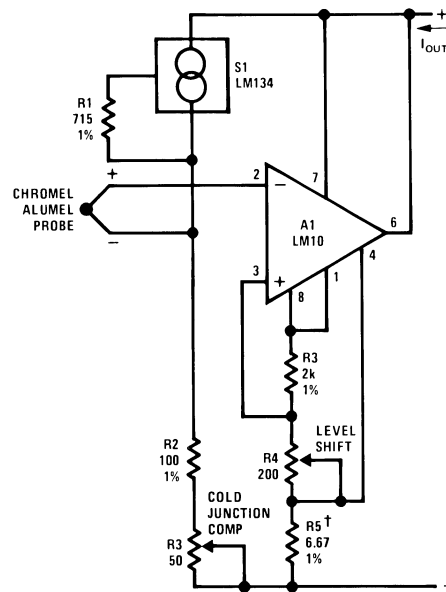 +
IOUT
S1
LM134
R1
715
1%
+
CHROMEL
ALUMEL
PROBE
−
2
−
7
A1
LM10
6
4
3
+
8
1
R3
2k
1%
LEVEL
SHIFT
R4
200
R2
100
1%
COLD
JUNCTION
COMP
R3
50
R5†
6.67
1%
−